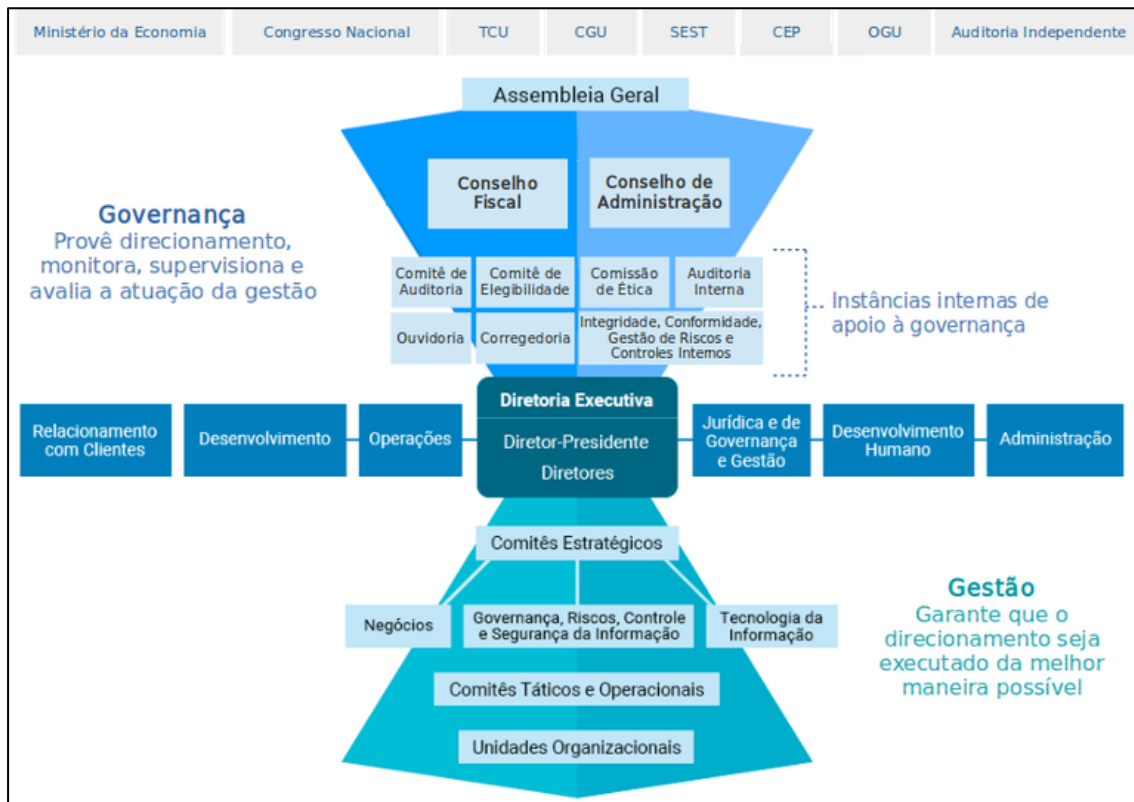 Ministério da Economia
Congresso Nacional
TCU
CGU
SEST
CEP
OGU
Auditoria Independente
Assembleia Geral
Conselho
Fiscal
Conselho de
Administração
Governança
Provê direcionamento,
monitora, supervisiona e
avalia a atuação da gestão
Comitê de
Auditoria
Comitê de
Elegibilidade
Comissão
de Ética
Auditoria
Interna
Ouvidoria
Corregedoria
Integridade, Conformidade,
Gestão de Riscos e
Controles Internos
Instâncias internas de
apoio à governança
Relacionamento
com Clientes
Desenvolvimento
Operações
Diretoria Executiva
Diretor-Presidente
Diretores
Jurídica e de
Governança
e Gestão
Desenvolvimento
Humano
Administração
Comitês Estratégicos
Negócios
Governança, Riscos, Controle
e Segurança da Informação
Tecnologia da
Informação
Comitês Táticos e Operacionais
Unidades Organizacionais
Gestão
Garante que o
direcionamento seja
executado da melhor
maneira possível